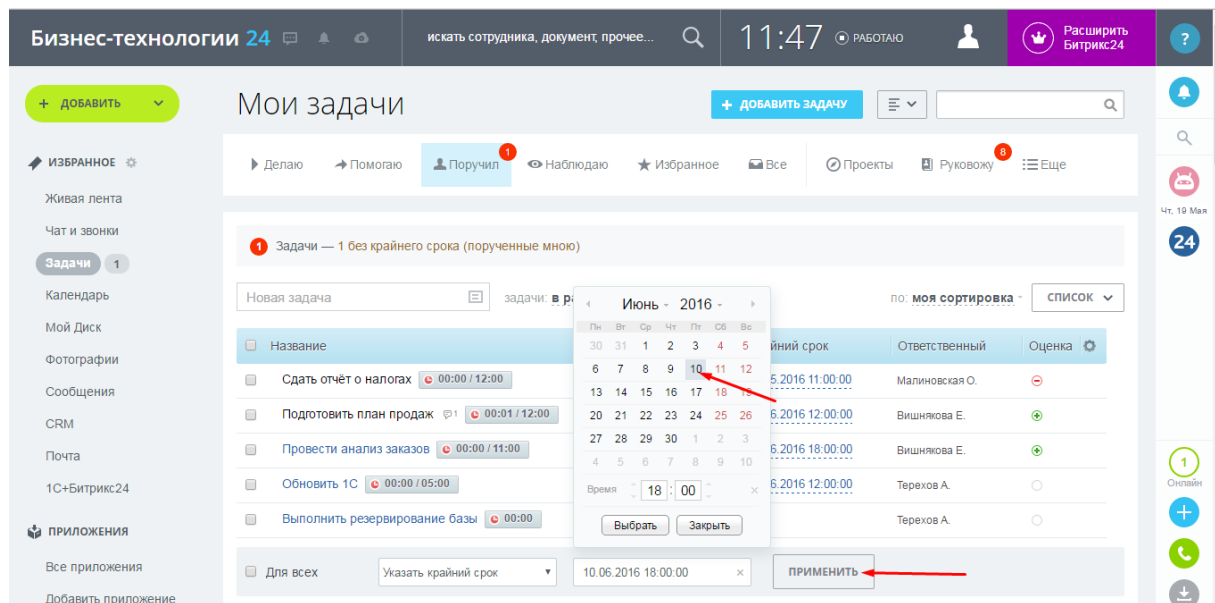 Бизнес-технологии 24 искать сотрудника, документ, прочее... 11:47 РАБОТАЮ Расширить Битрикс24 ?
+ ДОБАВИТЬ
Мои задачи + ДОБАВИТЬ ЗАДАЧУ
ИЗБРАННОЕ
Живая лента
Чат и звонки
Задачи 1
Календарь
Мой Диск
Фотографии
Сообщения
CRM
Почта
1С+Битрикс24
ПРИЛОЖЕНИЯ
Все приложения
Добавить приложение
Делаю Помогаю Поручил 1 Наблюдаю Избранное Все Проекты Руковожу 8 Еще
1 Задачи — 1 без крайнего срока (порученные мною)
Новая задача задачи: в ра по: моя сортировка СПИСОК
Название йний срок Ответственный Оценка
Сдать отчёт о налогах 00:00 / 12:00 5.2016 11:00:00 Малиновская О.
Подготовить план продаж 1 00:01 / 12:00 6.2016 12:00:00 Вишнякова Е.
Провести анализ заказов 00:00 / 11:00 6.2016 18:00:00 Вишнякова Е.
Обновить 1С 00:00 / 05:00 6.2016 12:00:00 Терехов А.
Выполнить резервирование базы 00:00 Терехов А.
Июнь 2016
Пн Вт Ср Чт Пт Сб Вс
30 31 1 2 3 4 5
6 7 8 9 10 11 12
13 14 15 16 17 18 19
20 21 22 23 24 25 26
27 28 29 30 1 2 3
4 5 6 7 8 9 10
Время 18 : 00
Выбрать Закрыть
Для всех Указать крайний срок 10.06.2016 18:00:00 ПРИМЕНИТЬ
Чт, 19 Мая
24
1
Онлайн